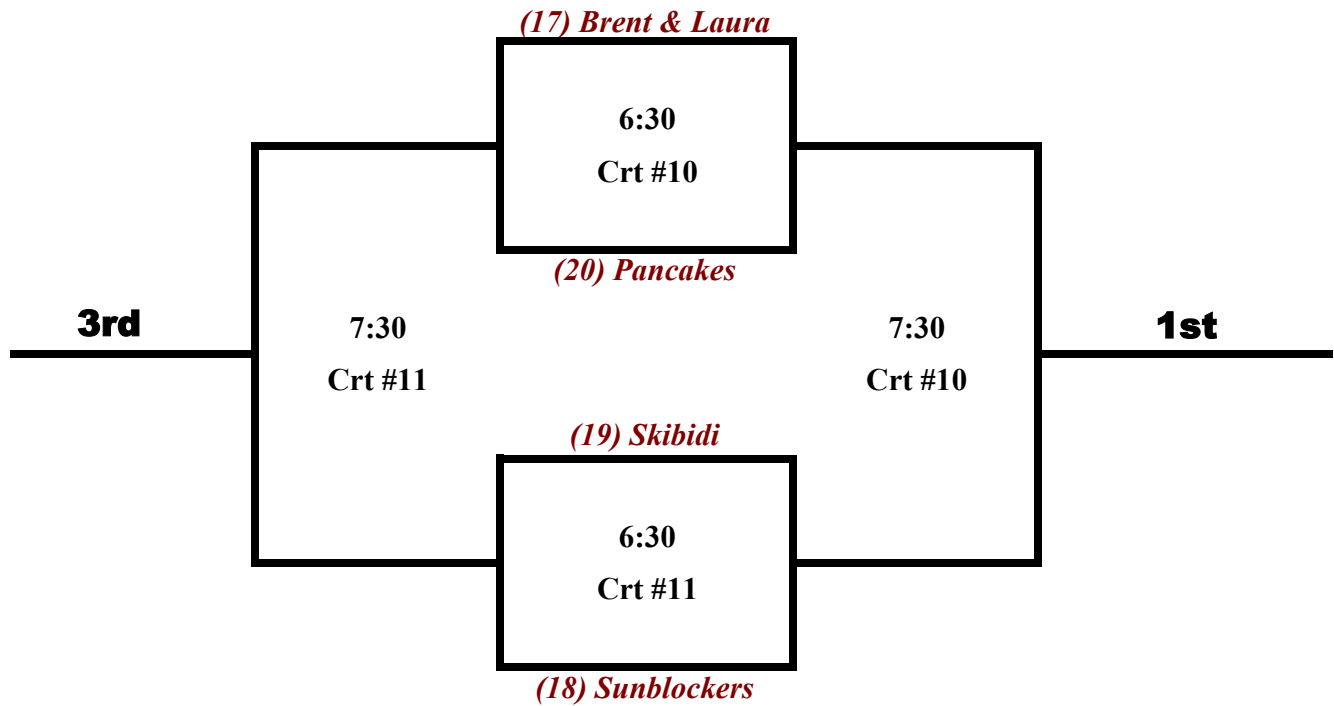 (17) Brent & Laura
6:30
Crt #10
(20) Pancakes
3rd
7:30
Crt #11
7:30
Crt #10
1st
(19) Skibidi
6:30
Crt #11
(18) Sunblockers